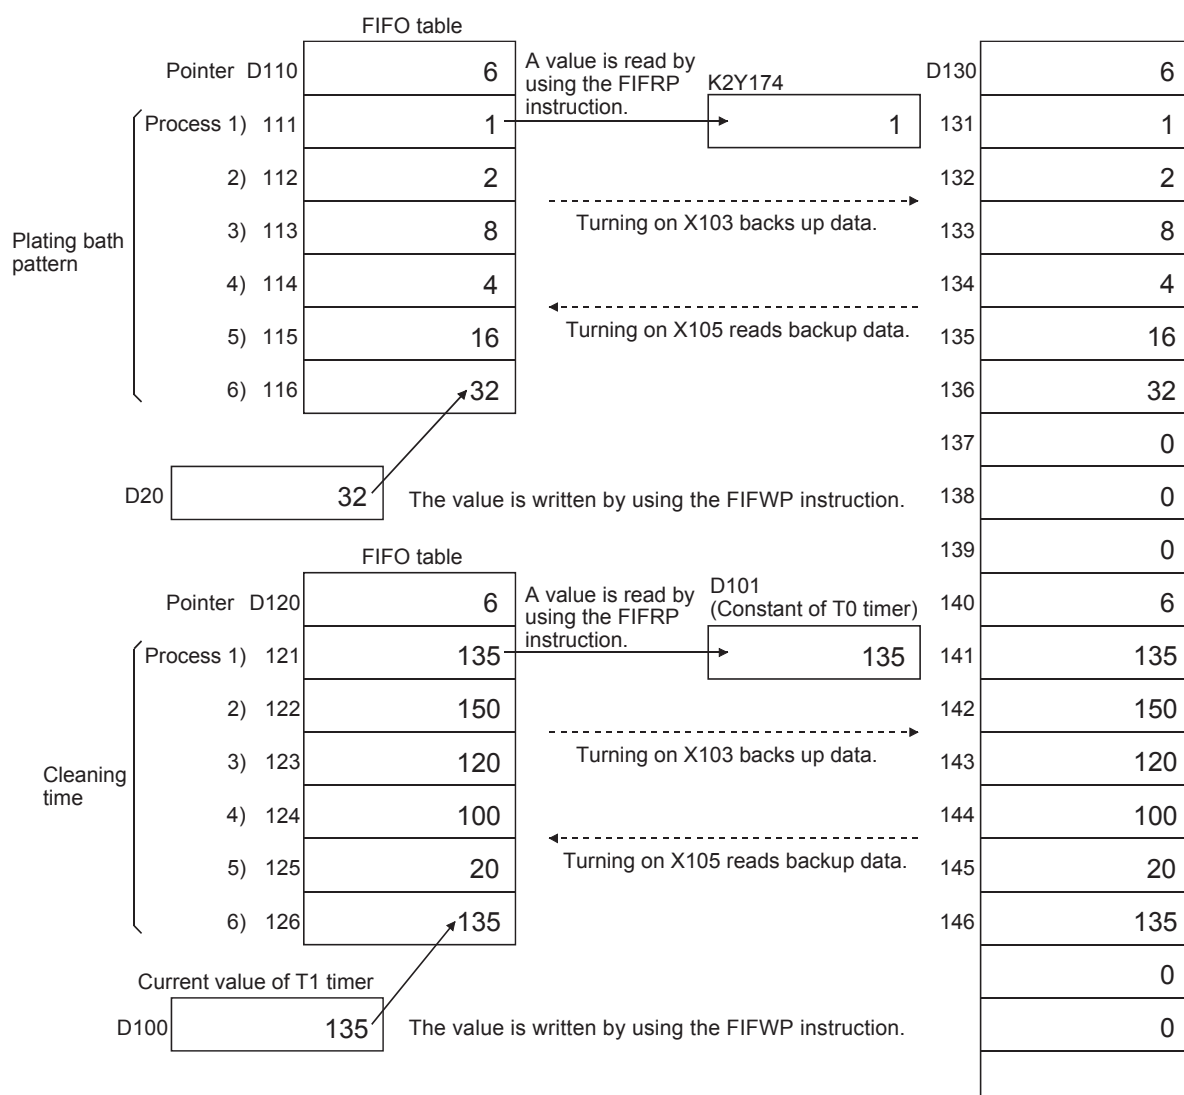 FIFO table
Pointer D110 6
A value is read by
using the FIFRP
instruction.
K2Y174
D130 6
Process 1) 111 1
1
131 1
2) 112 2
132 2
Turning on X103 backs up data.
Plating bath
pattern
3) 113 8
133 8
4) 114 4
134 4
Turning on X105 reads backup data.
5) 115 16
135 16
6) 116 32
136 32
137 0
D20 32
The value is written by using the FIFWP instruction.
138 0
139 0
FIFO table
Pointer D120 6
A value is read by
using the FIFRP
instruction.
D101
(Constant of T0 timer)
140 6
Process 1) 121 135
135
141 135
2) 122 150
142 150
Turning on X103 backs up data.
Cleaning
time
3) 123 120
143 120
4) 124 100
144 100
Turning on X105 reads backup data.
5) 125 20
145 20
6) 126 135
146 135
Current value of T1 timer
0
D100 135
The value is written by using the FIFWP instruction.
0